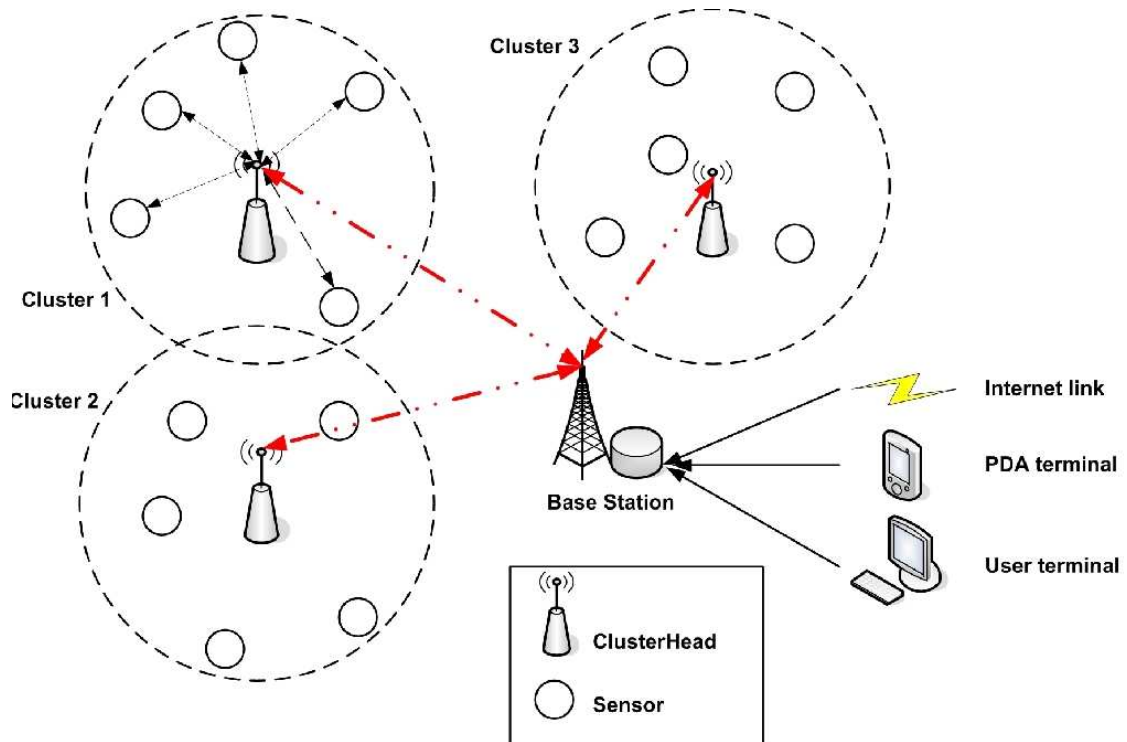 Cluster 3
Cluster 1
Cluster 2
Internet link
PDA terminal
Base Station
User terminal
ClusterHead
Sensor